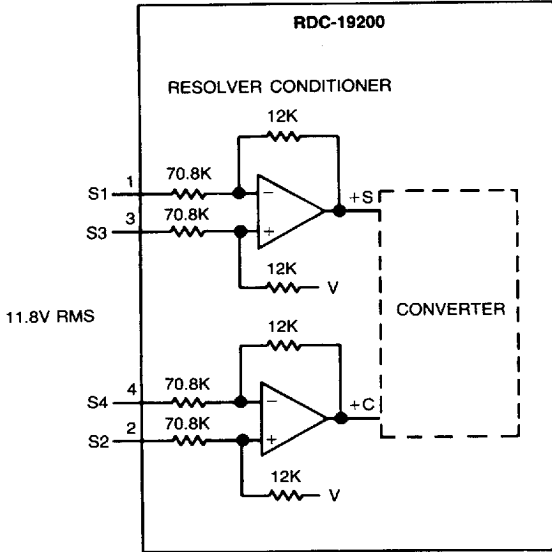 RDC-19200
RESOLVER CONDITIONER
12K
S1 1 70.8K − +S
S3 3 70.8K +
12K V
11.8V RMS
CONVERTER
12K
S4 4 70.8K − +C
S2 2 70.8K +
12K V